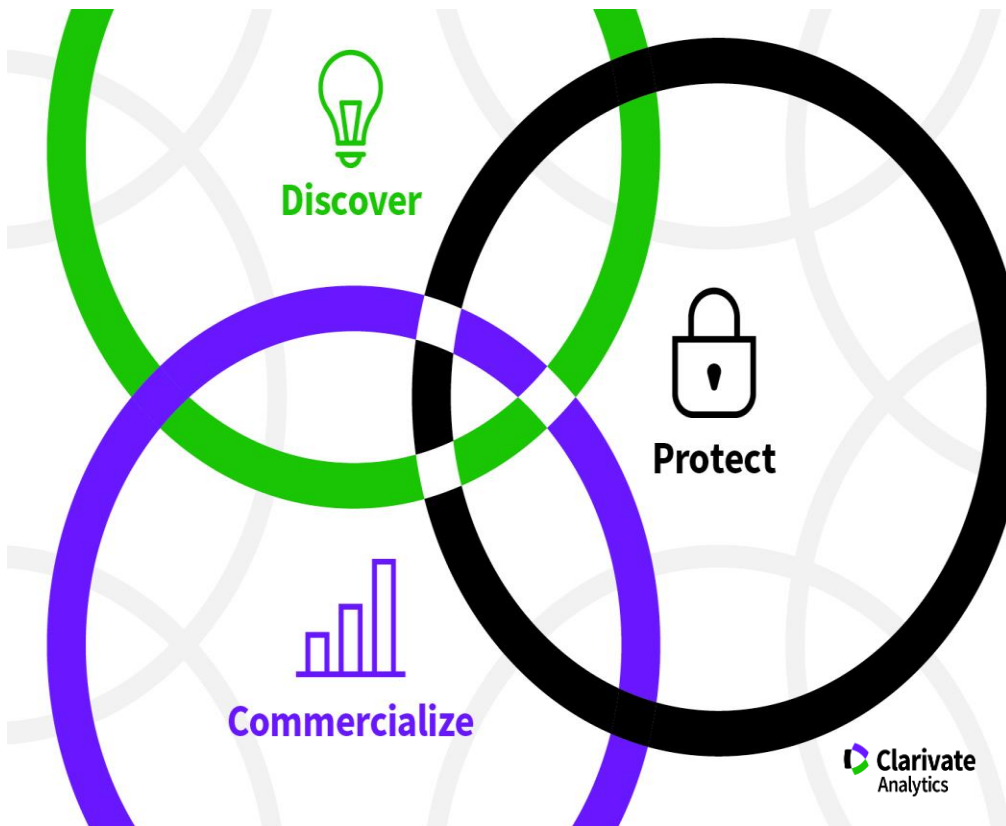 Discover
Protect
Commercialize
Clarivate
Analytics